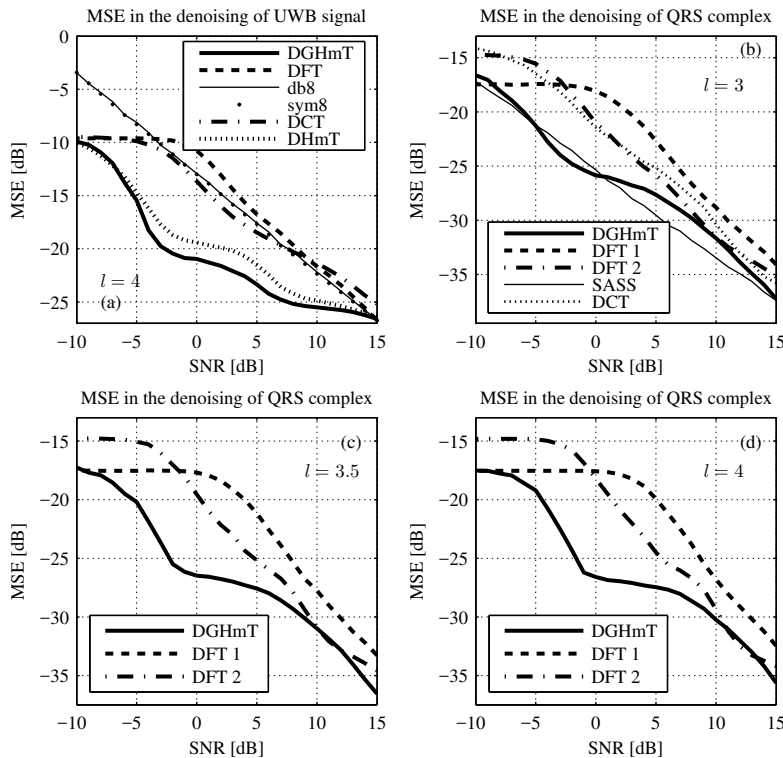 MSE in the denoising of UWB signal
0
−5
−10
−15
−20
−25
MSE [dB]
DGHmT
DFT
db8
sym8
DCT
DHmT
l = 4
(a)
−10 −5 0 5 10 15
SNR [dB]
MSE in the denoising of QRS complex
−15
−20
−25
−30
−35
MSE [dB]
(b)
l = 3
DGHmT
DFT 1
DFT 2
SASS
DCT
−10 −5 0 5 10 15
SNR [dB]
MSE in the denoising of QRS complex
−15
−20
−25
−30
−35
MSE [dB]
(c)
l = 3.5
DGHmT
DFT 1
DFT 2
−10 −5 0 5 10 15
SNR [dB]
MSE in the denoising of QRS complex
−15
−20
−25
−30
−35
MSE [dB]
(d)
l = 4
DGHmT
DFT 1
DFT 2
−10 −5 0 5 10 15
SNR [dB]